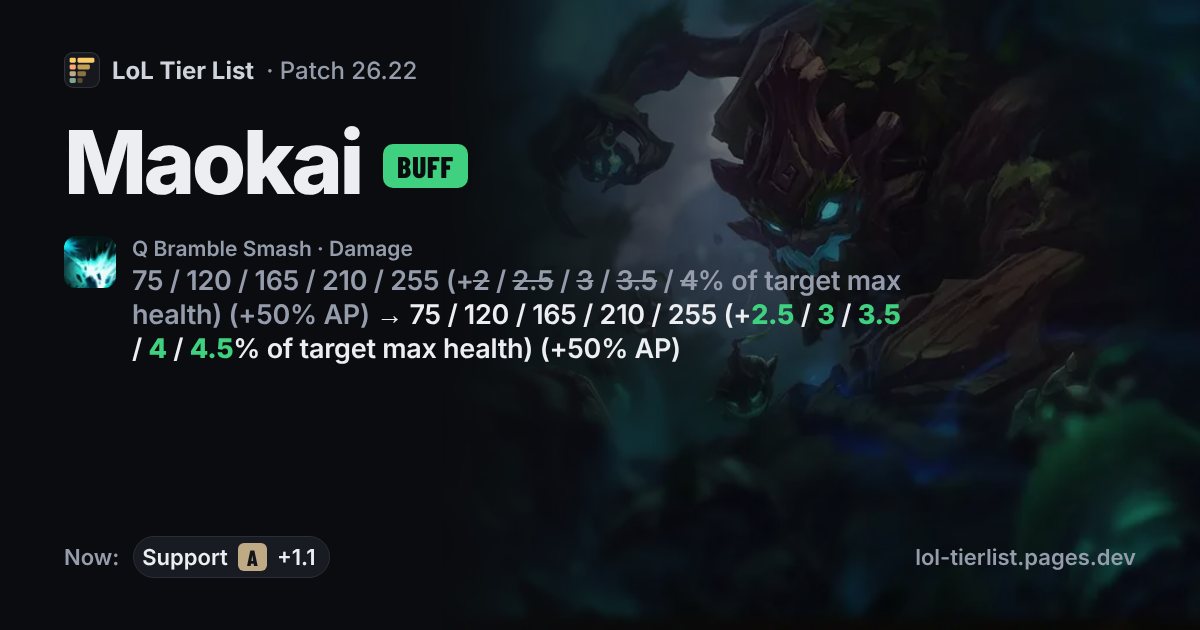 LoL Tier List · Patch 26.22
Maokai BUFF
Q Bramble Smash · Damage
75 / 120 / 165 / 210 / 255 (+2 / 2.5 / 3 / 3.5 / 4% of target max
health) (+50% AP) → 75 / 120 / 165 / 210 / 255 (+2.5 / 3 / 3.5
/ 4 / 4.5% of target max health) (+50% AP)
Now: Support A +1.1
lol-tierlist.pages.dev